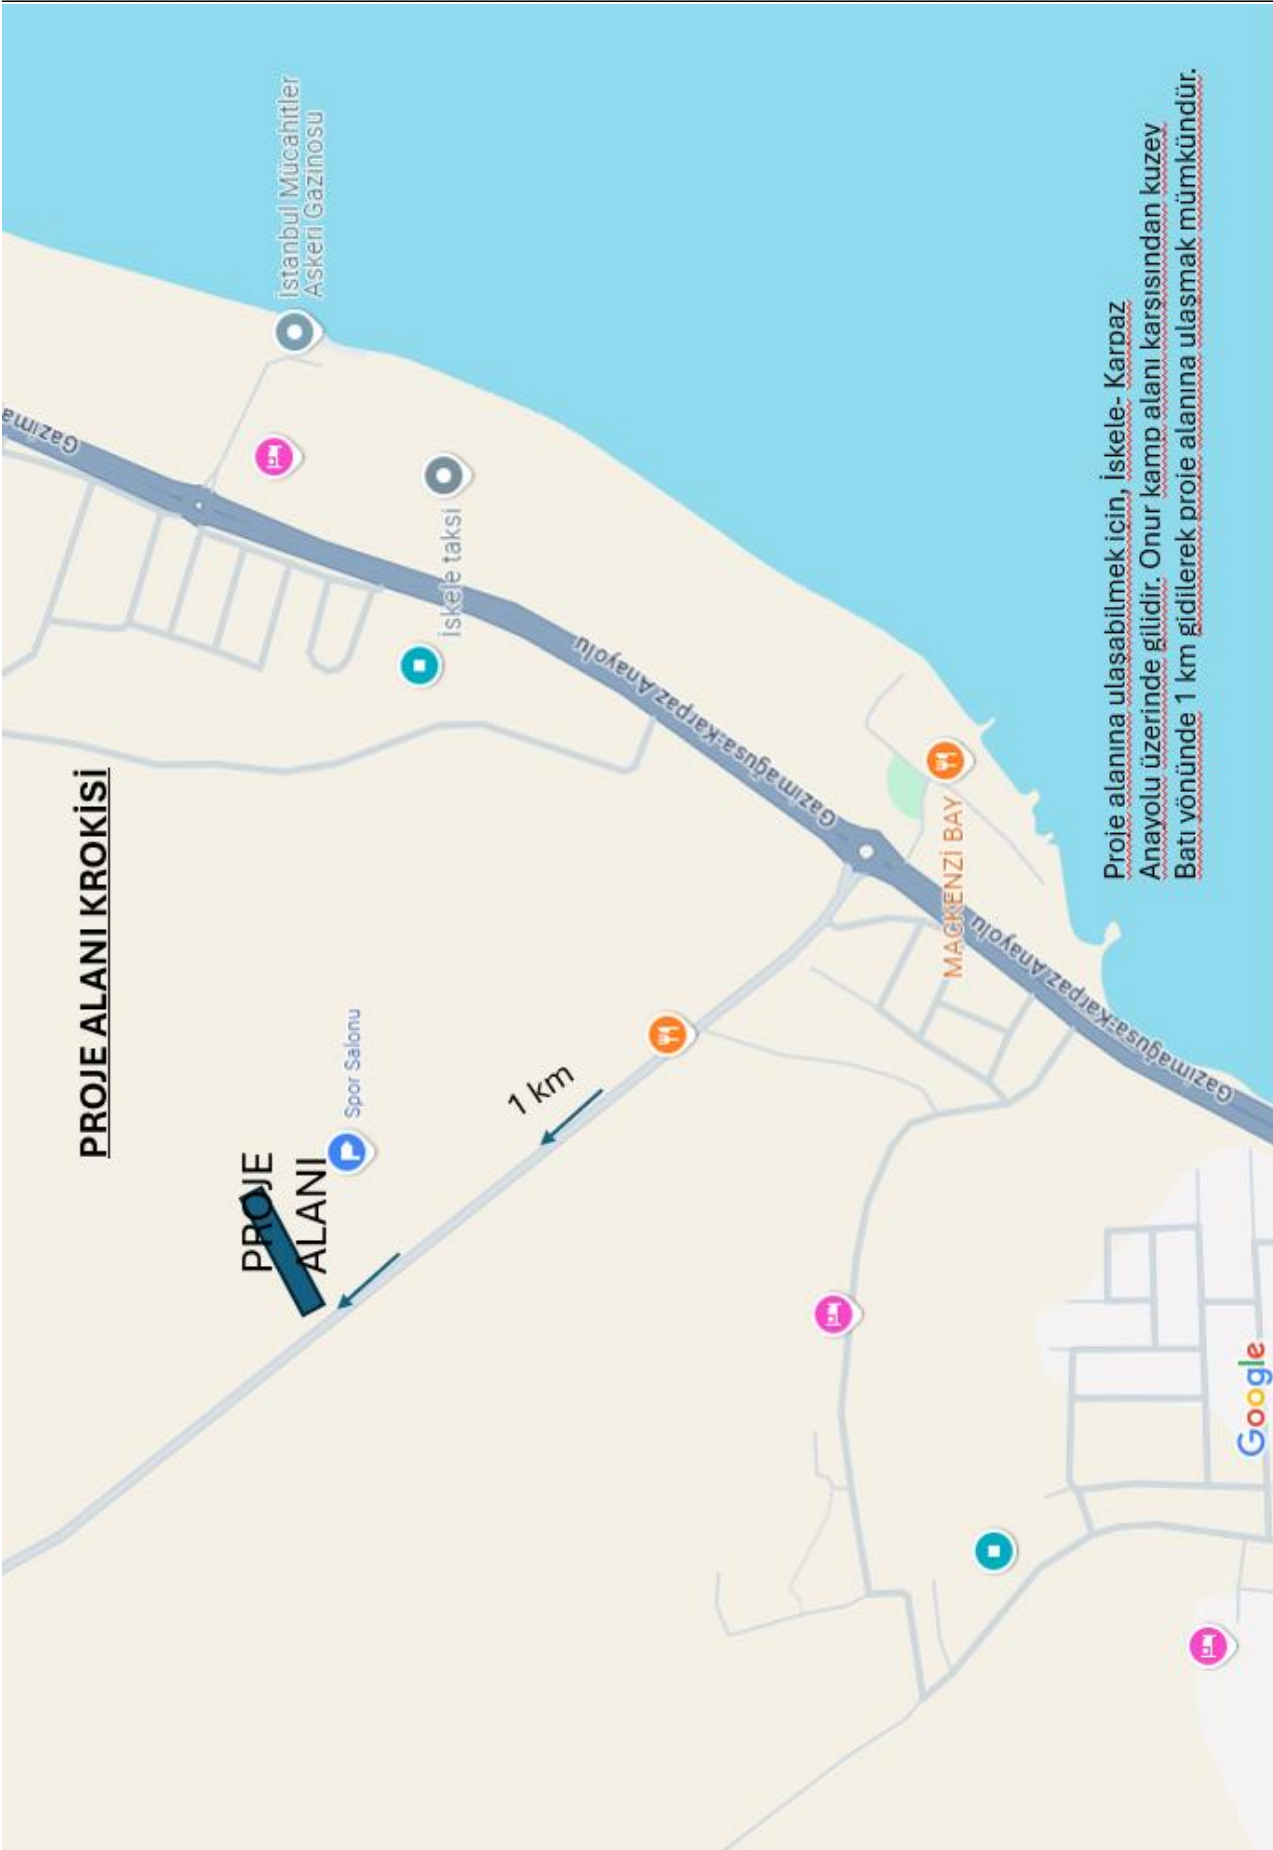 PROJE ALANI KROKİSİ
PROJE
ALANI
Spor Salonu
1 km
Gazima
İstanbul Mücahitler
Askeri Gazinosu
İskele taksi
Gazimağusa-Karpaz Anayolu
MACKENZİ BAY
Gazimağusa-Karpaz Anayolu
Proje alanına ulaşabilmek için, İskele- Karpaz
Anayolu üzerinde gilidir. Onur kamp alanı karşısından kuzey
Batı yönünde 1 km gidilerek proje alanına ulaşmak mümkündür.
Google